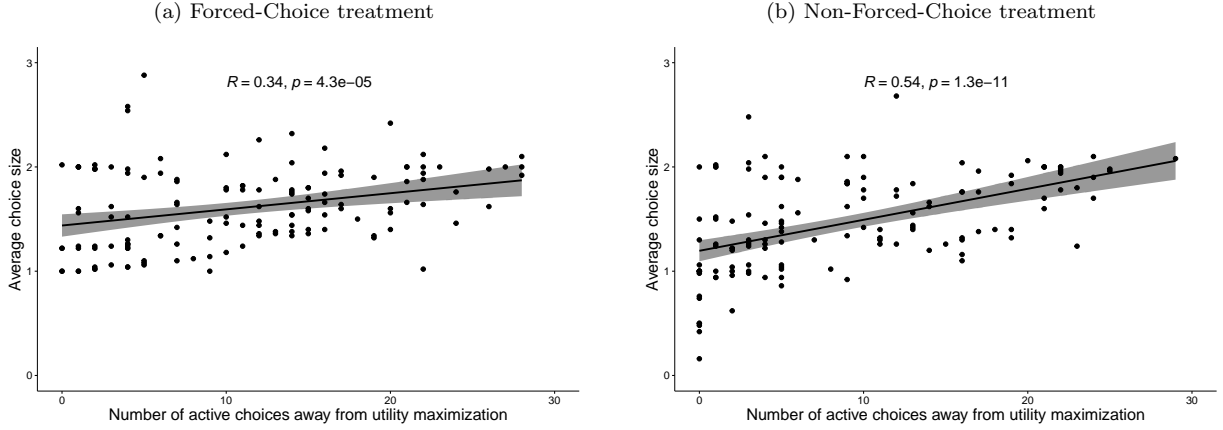 (a) Forced-Choice treatment
R = 0.34, p = 4.3e−05
3
2
1
0
Average choice size
0 10 20 30
Number of active choices away from utility maximization
(b) Non-Forced-Choice treatment
R = 0.54, p = 1.3e−11
3
2
1
0
Average choice size
0 10 20 30
Number of active choices away from utility maximization